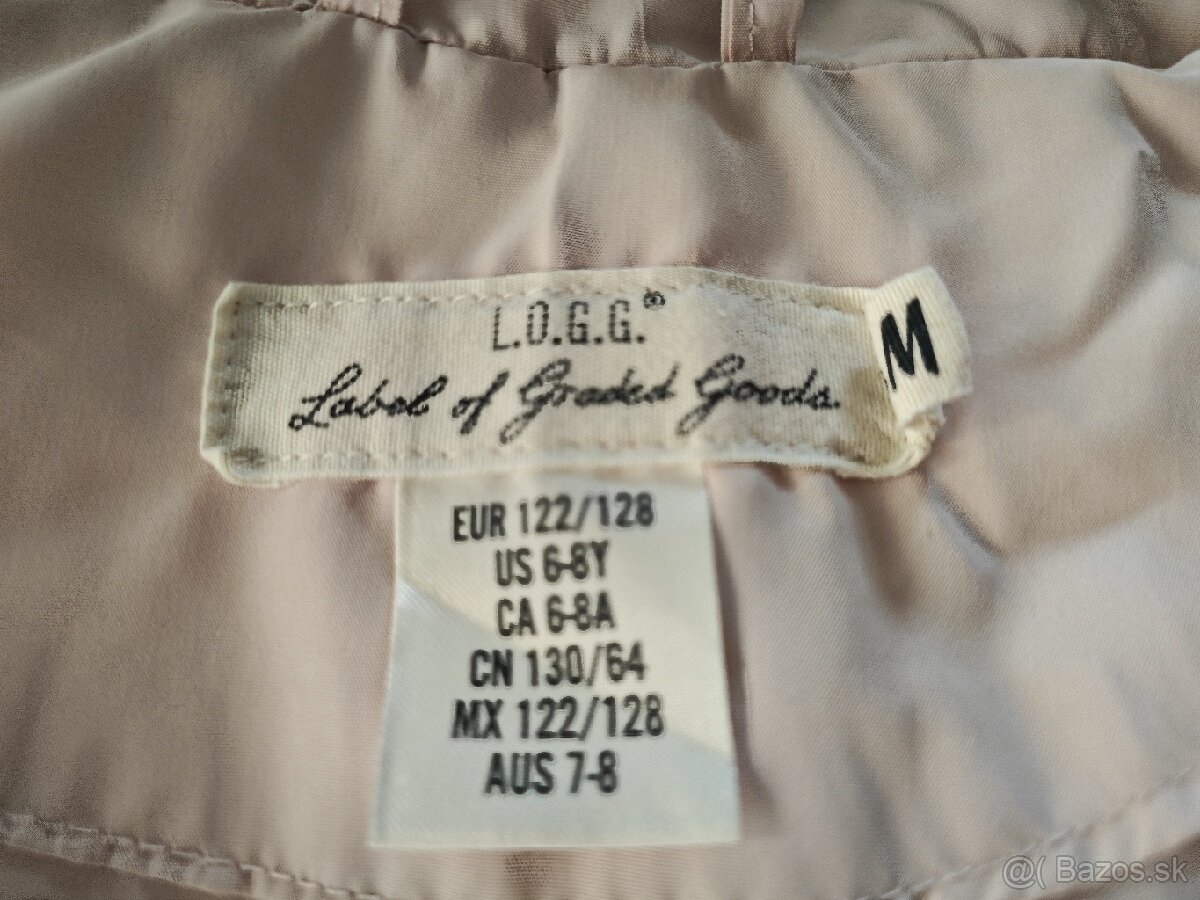 L.O.G.G.®
M
Label of Graded Goods.
EUR 122/128
US 6-8Y
CA 6-8A
CN 130/64
MX 122/128
AUS 7-8
@( Bazos.sk